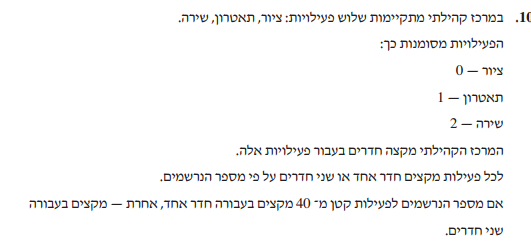 10. במרכז קהילתי מתקיימות שלוש פעילויות: ציור, תאטרון, שירה.
הפעילויות מסומנות כך:
ציור — 0
תאטרון — 1
שירה — 2
המרכז הקהילתי מקצה חדרים בעבור פעילויות אלה.
לכל פעילות מקצים חדר אחד או שני חדרים על פי מספר הנרשמים.
אם מספר הנרשמים לפעילות קטן מ־ 40 מקצים בעבורה חדר אחד, אחרת — מקצים בעבורה
שני חדרים.